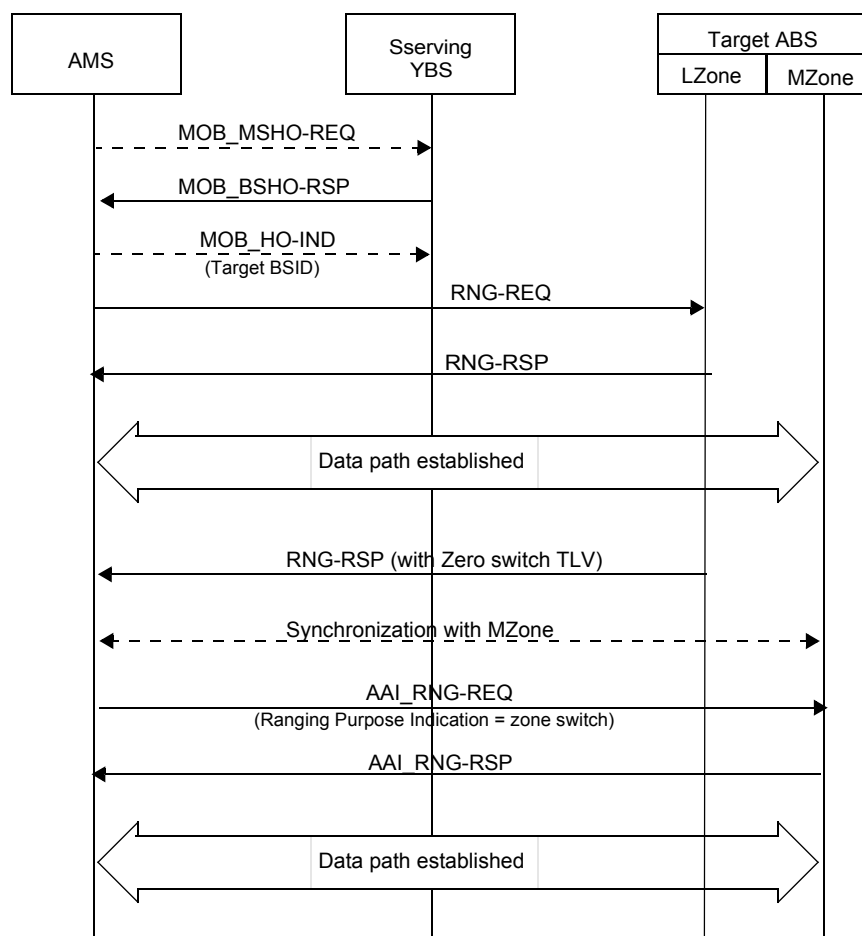 AMS
Sserving
YBS
Target ABS
LZone
MZone
MOB_MSHO-REQ
MOB_BSHO-RSP
MOB_HO-IND
(Target BSID)
RNG-REQ
RNG-RSP
Data path established
RNG-RSP (with Zero switch TLV)
Synchronization with MZone
AAI_RNG-REQ
(Ranging Purpose Indication = zone switch)
AAI_RNG-RSP
Data path established